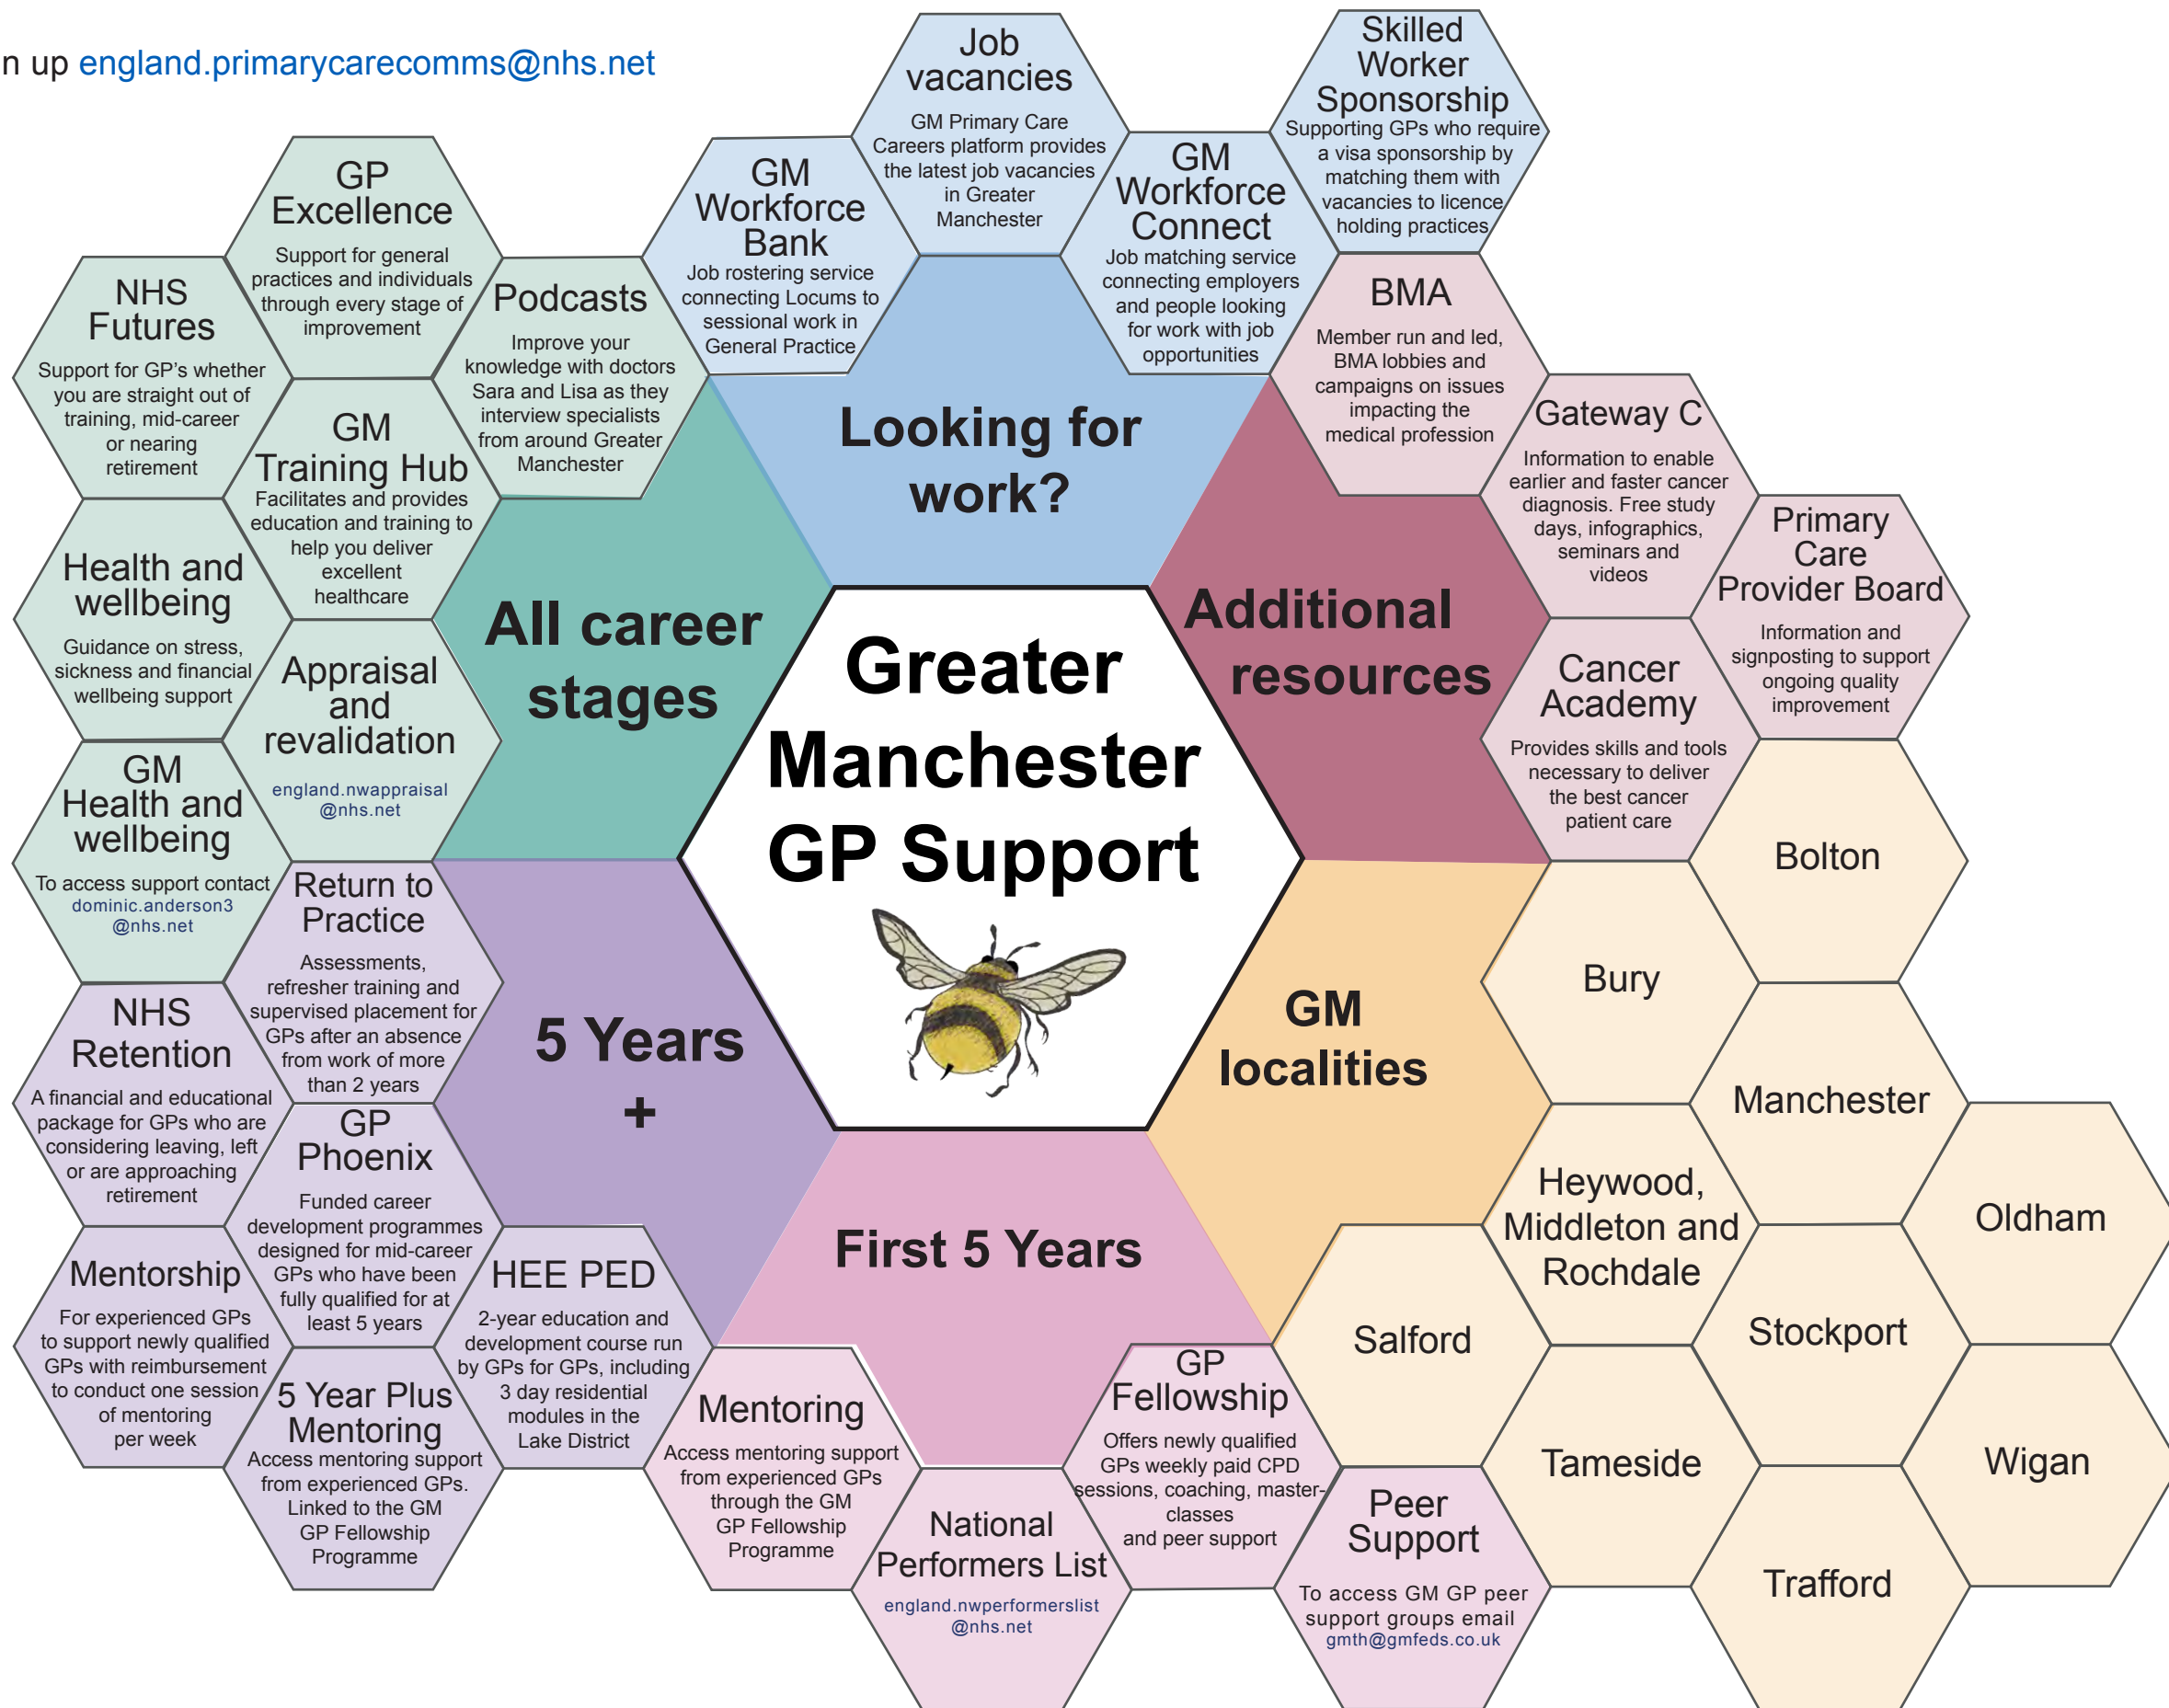 n up england.primarycarecomms@nhs.net
Job
vacancies
GM Primary Care
Careers platform provides
the latest job vacancies
in Greater
Manchester
Skilled
Worker
Sponsorship
Supporting GPs who require
a visa sponsorship by
matching them with
vacancies to licence
holding practices
GP
Excellence
Support for general
practices and individuals
through every stage of
improvement
GM
Workforce
Bank
Job rostering service
connecting Locums to
sessional work in
General Practice
GM
Workforce
Connect
Job matching service
connecting employers
and people looking
for work with job
opportunities
NHS
Futures
Support for GP's whether
you are straight out of
training, mid-career
or nearing
retirement
Podcasts
Improve your
knowledge with doctors
Sara and Lisa as they
interview specialists
from around Greater
Manchester
BMA
Member run and led,
BMA lobbies and
campaigns on issues
impacting the
medical profession
GM
Training Hub
Facilitates and provides
education and training to
help you deliver
excellent
healthcare
Looking for
work?
Gateway C
Information to enable
earlier and faster cancer
diagnosis. Free study
days, infographics,
seminars and
videos
Health and
wellbeing
Guidance on stress,
sickness and financial
wellbeing support
All career
stages
Additional
resources
Primary
Care
Provider Board
Information and
signposting to support
ongoing quality
improvement
Appraisal
and
revalidation
england.nwappraisal
@nhs.net
Greater
Manchester
GP Support
Cancer
Academy
Provides skills and tools
necessary to deliver
the best cancer
patient care
GM
Health and
wellbeing
To access support contact
dominic.anderson3
@nhs.net
Bolton
Return to
Practice
Assessments,
refresher training and
supervised placement for
GPs after an absence
from work of more
than 2 years
Bury
NHS
Retention
A financial and educational
package for GPs who are
considering leaving, left
or are approaching
retirement
5 Years
+
GM
localities
Manchester
GP
Phoenix
Funded career
development programmes
designed for mid-career
GPs who have been
fully qualified for at
least 5 years
Heywood,
Middleton and
Rochdale
Oldham
Mentorship
For experienced GPs
to support newly qualified
GPs with reimbursement
to conduct one session
of mentoring
per week
HEE PED
2-year education and
development course run
by GPs for GPs, including
3 day residential
modules in the
Lake District
First 5 Years
Salford
Stockport
5 Year Plus
Mentoring
Access mentoring support
from experienced GPs.
Linked to the GM
GP Fellowship
Programme
Mentoring
Access mentoring support
from experienced GPs
through the GM
GP Fellowship
Programme
GP
Fellowship
Offers newly qualified
GPs weekly paid CPD
sessions, coaching, master-
classes
and peer support
Tameside
Wigan
National
Performers List
england.nwperformerslist
@nhs.net
Peer
Support
To access GM GP peer
support groups email
gmth@gmfeds.co.uk
Trafford